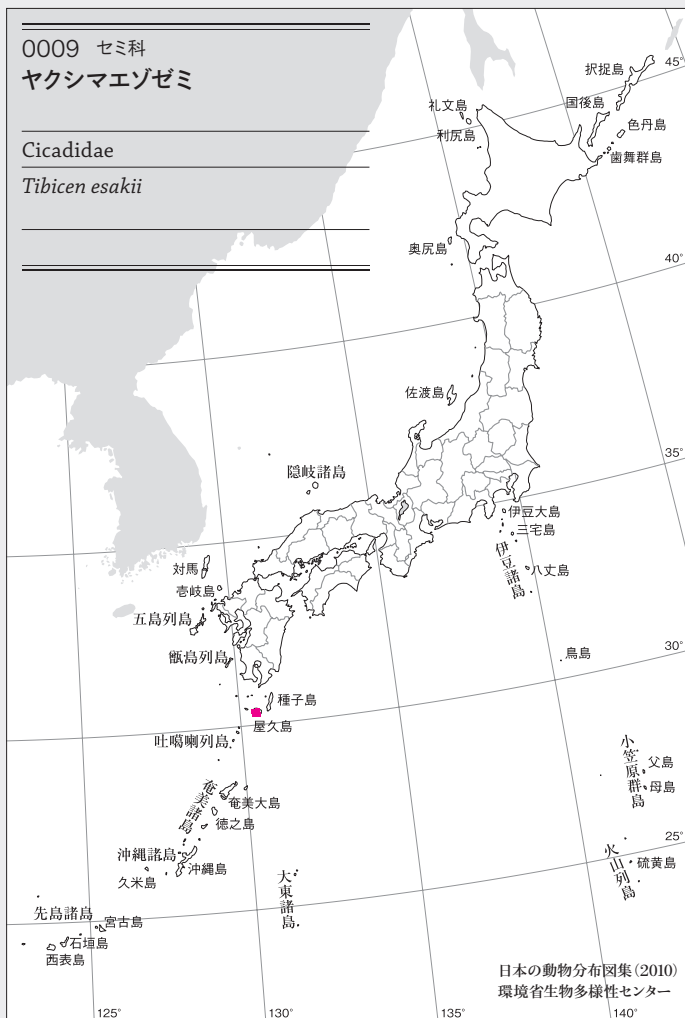 0009 セミ科
ヤクシマエゾゼミ
Cicadidae
Tibicen esakii
択捉島
45°
礼文島
国後島
色丹島
利尻島
歯舞群島
奥尻島
40°
佐渡島
35°
隠岐諸島
伊豆大島
三宅島
伊豆諸島
八丈島
対馬
壱岐島
五島列島
甑島列島
鳥島
30°
種子島
屋久島
吐噶喇列島
小笠原群島
父島
母島
奄美諸島
奄美大島
徳之島
25°
沖縄諸島
沖縄島
久米島
火山列島
硫黄島
大東諸島
先島諸島
宮古島
石垣島
西表島
日本の動物分布図集(2010)
環境省生物多様性センター
125°
130°
135°
140°